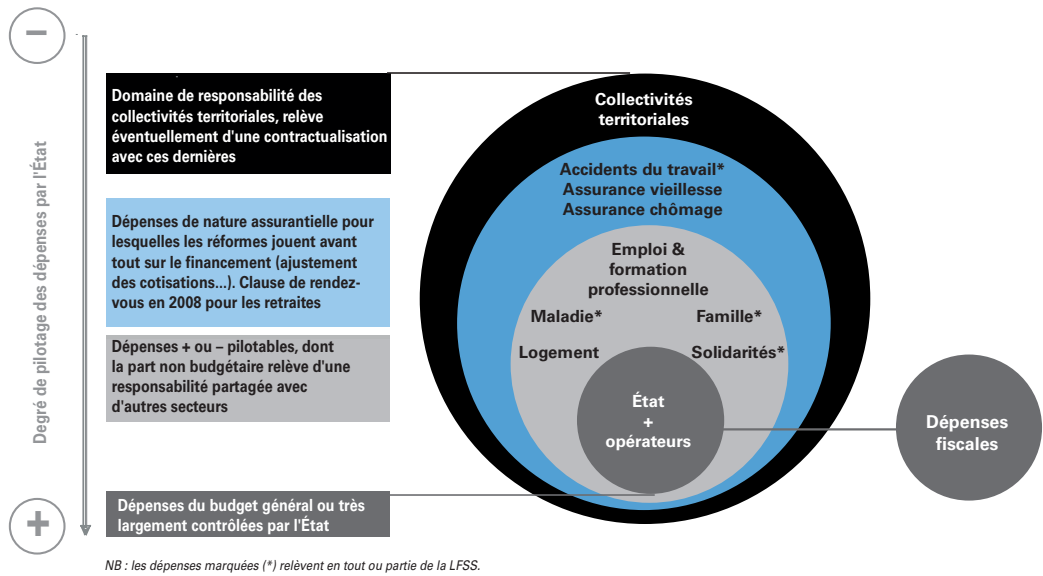 −
Degré de pilotage des dépenses par l'État
+
Domaine de responsabilité des
collectivités territoriales, relève
éventuellement d'une contractualisation
avec ces dernières
Dépenses de nature assurantielle pour
lesquelles les réformes jouent avant
tout sur le financement (ajustement
des cotisations...). Clause de rendez-
vous en 2008 pour les retraites
Dépenses + ou – pilotables, dont
la part non budgétaire relève d'une
responsabilité partagée avec
d'autres secteurs
Dépenses du budget général ou très
largement contrôlées par l'État
Collectivités
territoriales
Accidents du travail*
Assurance vieillesse
Assurance chômage
Emploi &
formation
professionnelle
Maladie* Famille*
Logement Solidarités*
État
+
opérateurs
Dépenses
fiscales
NB : les dépenses marquées (*) relèvent en tout ou partie de la LFSS.